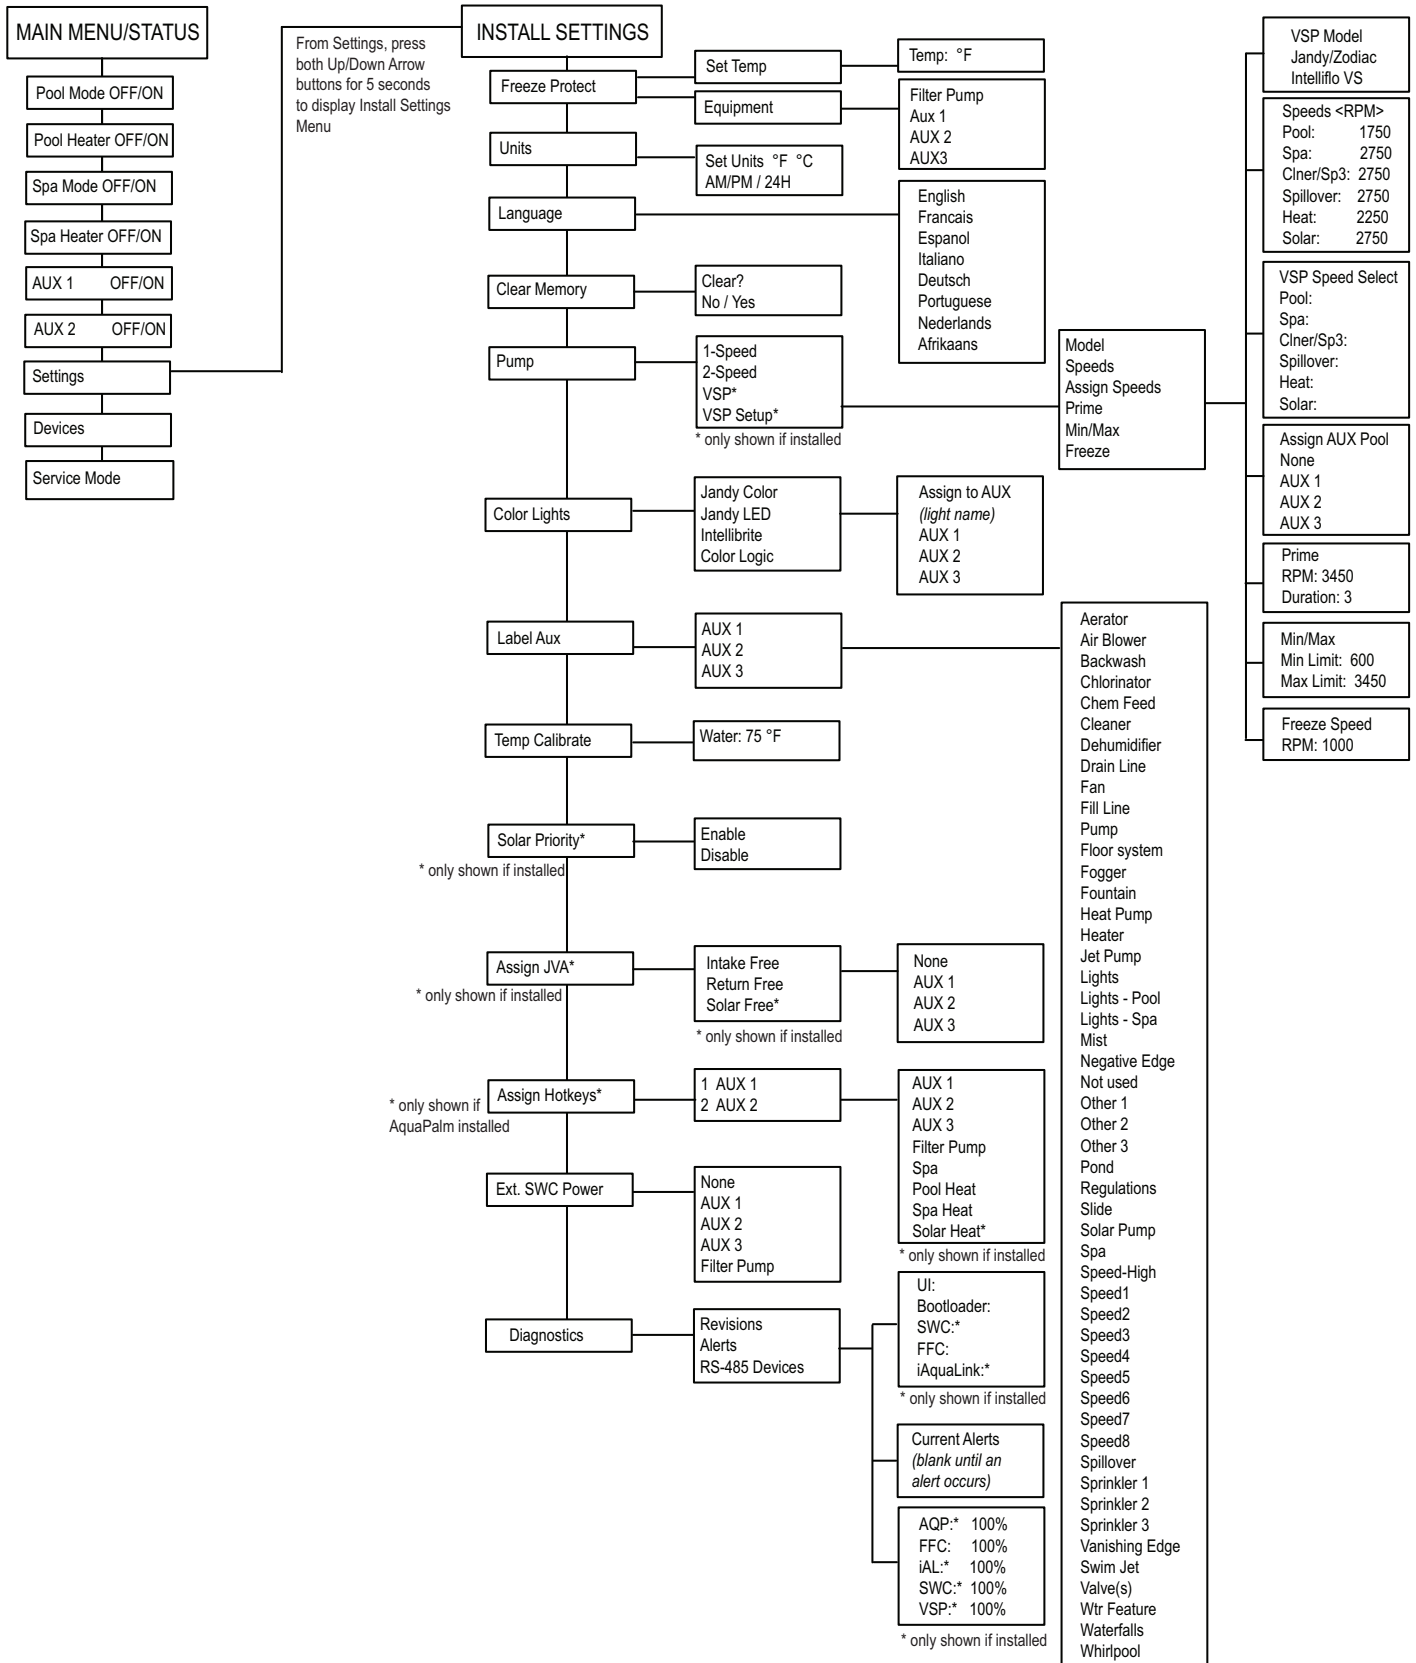 MAIN MENU/STATUS
Pool Mode OFF/ON
Pool Heater OFF/ON
Spa Mode OFF/ON
Spa Heater OFF/ON
AUX 1 OFF/ON
AUX 2 OFF/ON
Settings
Devices
Service Mode
From Settings, press
both Up/Down Arrow
buttons for 5 seconds
to display Install Settings
Menu
INSTALL SETTINGS
Freeze Protect
Set Temp
Temp: °F
Equipment
Filter Pump
Aux 1
AUX 2
AUX3
Units
Set Units °F °C
AM/PM / 24H
Language
English
Francais
Espanol
Italiano
Deutsch
Portuguese
Nederlands
Afrikaans
Clear Memory
Clear?
No / Yes
Pump
1-Speed
2-Speed
VSP*
VSP Setup*
* only shown if installed
Model
Speeds
Assign Speeds
Prime
Min/Max
Freeze
VSP Model
Jandy/Zodiac
Intelliflo VS
Speeds <RPM>
Pool: 1750
Spa: 2750
Clner/Sp3: 2750
Spillover: 2750
Heat: 2250
Solar: 2750
VSP Speed Select
Pool:
Spa:
Clner/Sp3:
Spillover:
Heat:
Solar:
Assign AUX Pool
None
AUX 1
AUX 2
AUX 3
Prime
RPM: 3450
Duration: 3
Min/Max
Min Limit: 600
Max Limit: 3450
Freeze Speed
RPM: 1000
Color Lights
Jandy Color
Jandy LED
Intellibrite
Color Logic
Assign to AUX
(light name)
AUX 1
AUX 2
AUX 3
Label Aux
AUX 1
AUX 2
AUX 3
Aerator
Air Blower
Backwash
Chlorinator
Chem Feed
Cleaner
Dehumidifier
Drain Line
Fan
Fill Line
Pump
Floor system
Fogger
Fountain
Heat Pump
Heater
Jet Pump
Lights
Lights - Pool
Lights - Spa
Mist
Negative Edge
Not used
Other 1
Other 2
Other 3
Pond
Regulations
Slide
Solar Pump
Spa
Speed-High
Speed1
Speed2
Speed3
Speed4
Speed5
Speed6
Speed7
Speed8
Spillover
Sprinkler 1
Sprinkler 2
Sprinkler 3
Vanishing Edge
Swim Jet
Valve(s)
Wtr Feature
Waterfalls
Whirlpool
Temp Calibrate
Water: 75 °F
Solar Priority*
* only shown if installed
Enable
Disable
Assign JVA*
* only shown if installed
Intake Free
Return Free
Solar Free*
* only shown if installed
None
AUX 1
AUX 2
AUX 3
Assign Hotkeys*
* only shown if
AquaPalm installed
1 AUX 1
2 AUX 2
AUX 1
AUX 2
AUX 3
Filter Pump
Spa
Pool Heat
Spa Heat
Solar Heat*
* only shown if installed
Ext. SWC Power
None
AUX 1
AUX 2
AUX 3
Filter Pump
Diagnostics
Revisions
Alerts
RS-485 Devices
UI:
Bootloader:
SWC:*
FFC:
iAquaLink:*
* only shown if installed
Current Alerts
(blank until an
alert occurs)
AQP:* 100%
FFC: 100%
iAL:* 100%
SWC:* 100%
VSP:* 100%
* only shown if installed